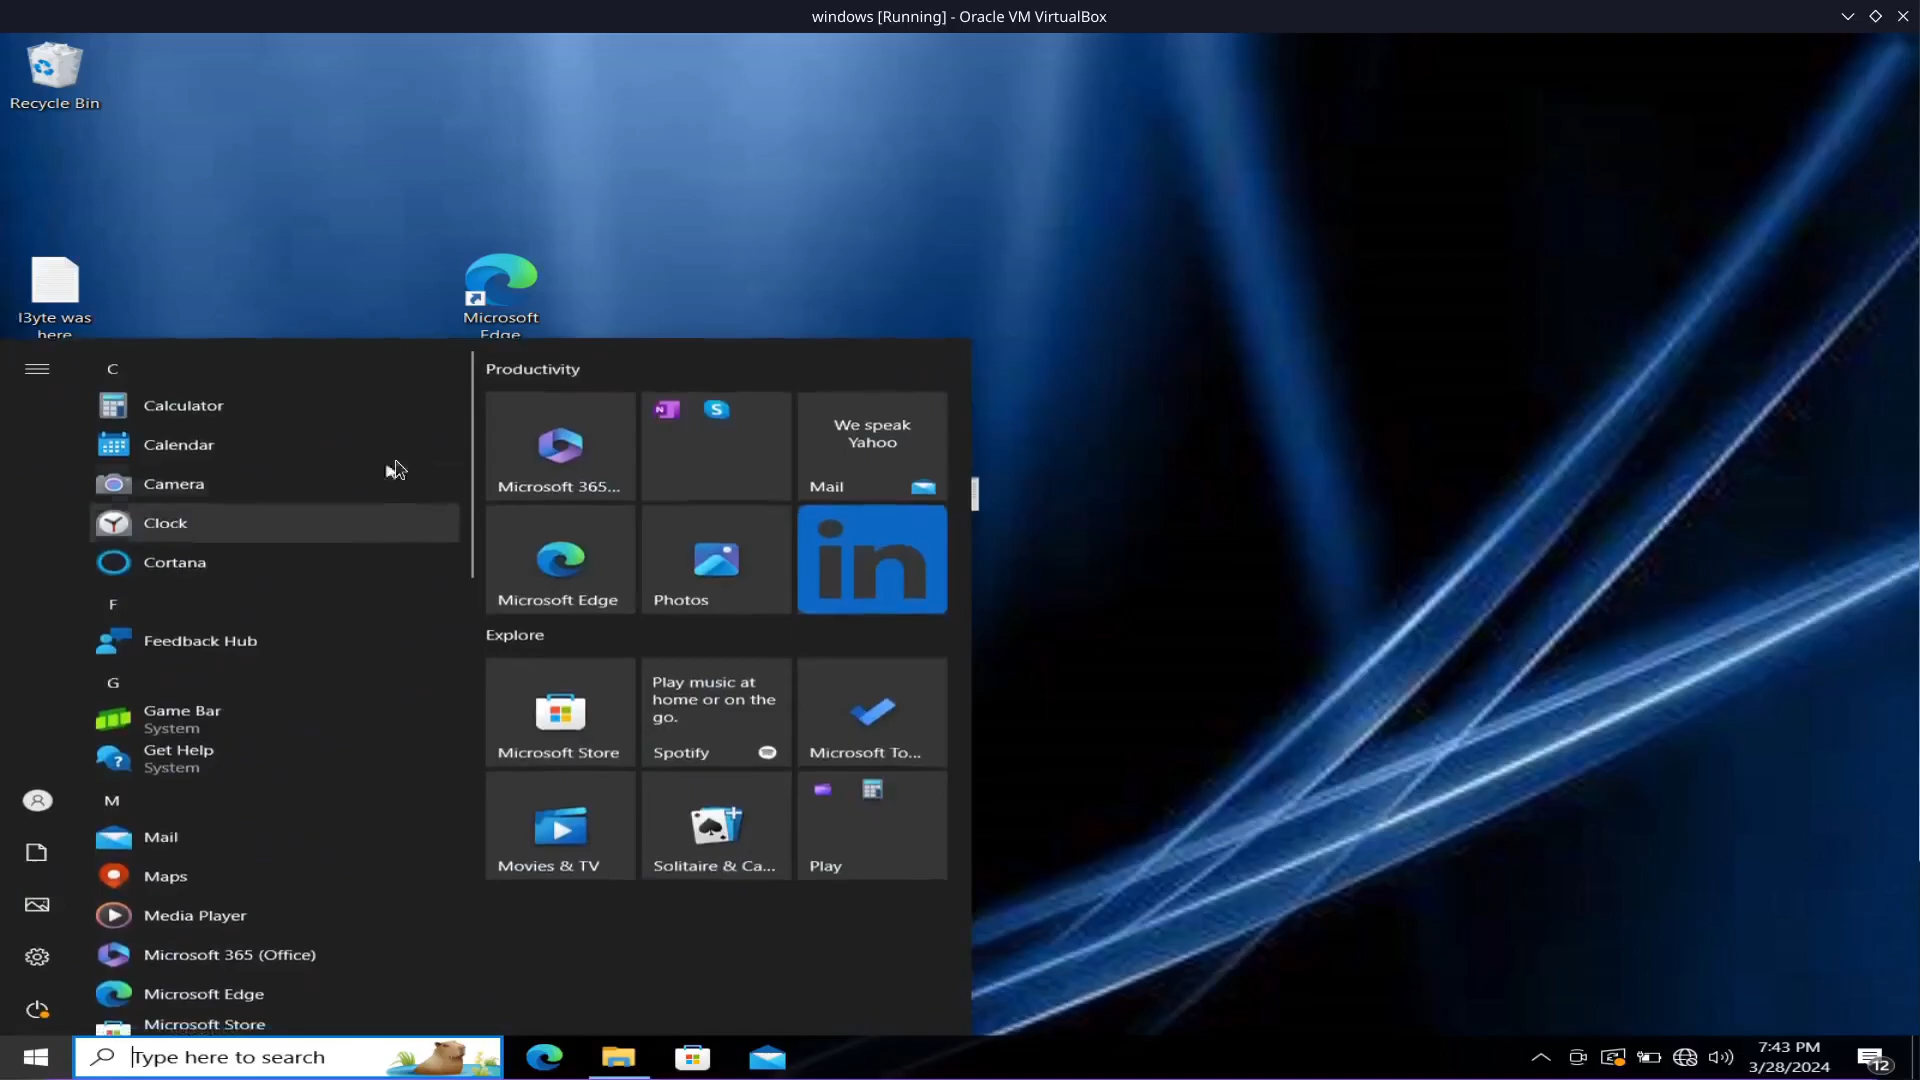 windows [Running] - Oracle VM VirtualBox
Recycle Bin
l3yte was
here
Microsoft
Edge
C
Calculator
Calendar
Camera
Clock
Cortana
F
Feedback Hub
G
Game Bar
System
Get Help
System
M
Mail
Maps
Media Player
Microsoft 365 (Office)
Microsoft Edge
Microsoft Store
Productivity
Microsoft 365...
We speak
Yahoo
Mail
Microsoft Edge
Photos
in
Explore
Microsoft Store
Play music at
home or on the
go.
Spotify
Microsoft To...
Movies & TV
Solitaire & Ca...
Play
Type here to search
7:43 PM
3/28/2024
12